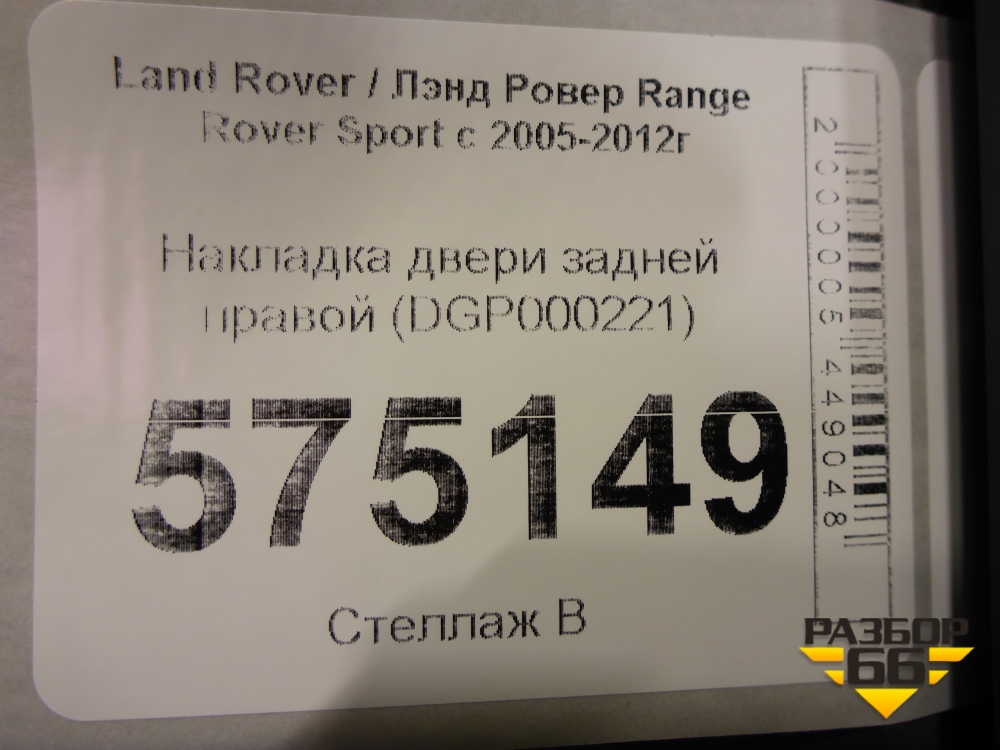 Land Rover / Лэнд Ровер Range
Rover Sport с 2005-2012г
Накладка двери задней
правой (DGP000221)
575149
Стеллаж В
2000005449048
РАЗБОР
66